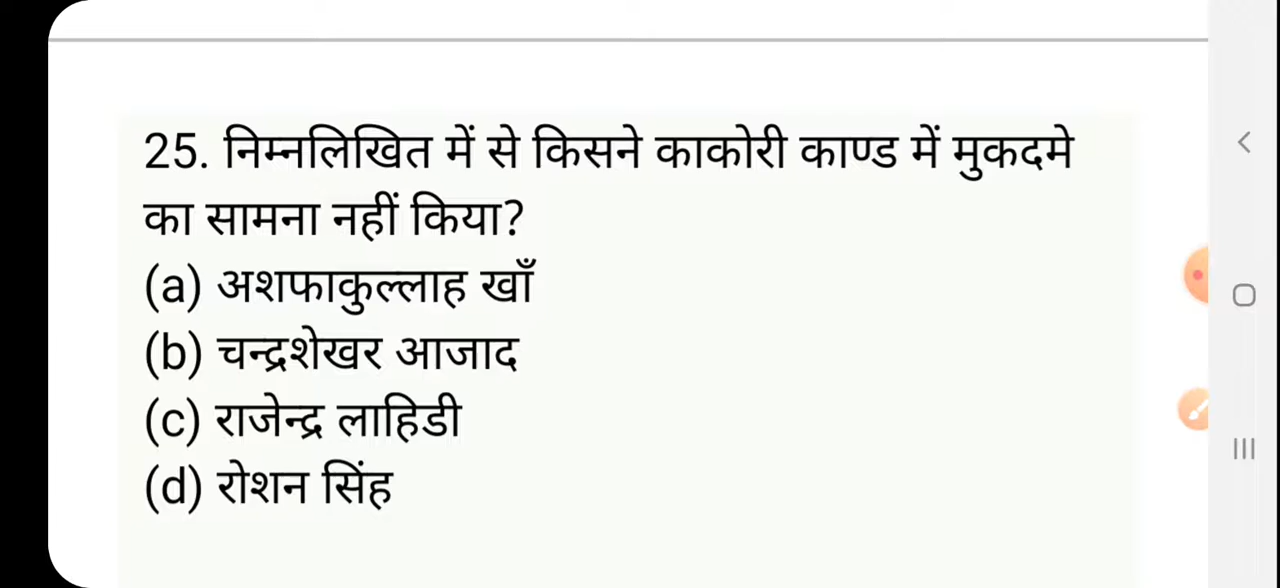 25. निम्नलिखित में से किसने काकोरी काण्ड में मुकदमे
का सामना नहीं किया?
(a) अशफाकुल्लाह खाँ
(b) चन्द्रशेखर आजाद
(c) राजेन्द्र लाहिडी
(d) रोशन सिंह